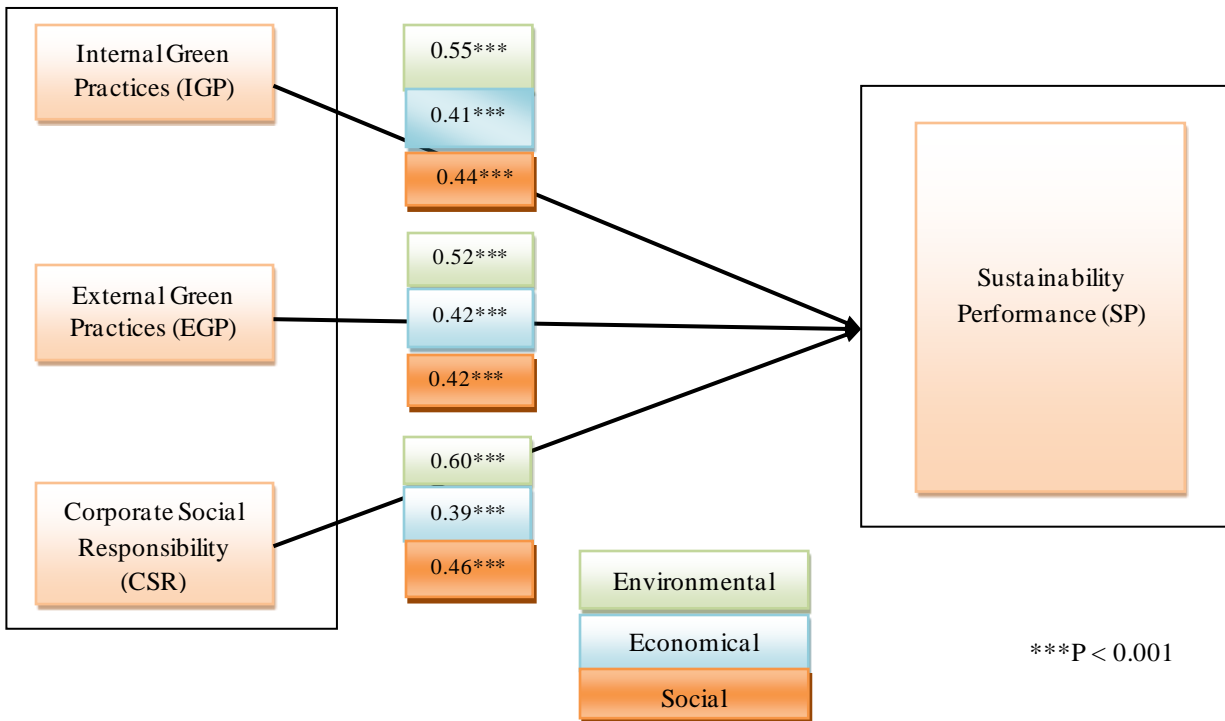 Internal Green
Practices (IGP)
0.55***
0.41***
0.44***
External Green
Practices (EGP)
0.52***
0.42***
0.42***
Corporate Social
Responsibility
(CSR)
0.60***
0.39***
0.46***
Sustainability
Performance (SP)
Environmental
Economical
Social
***P < 0.001